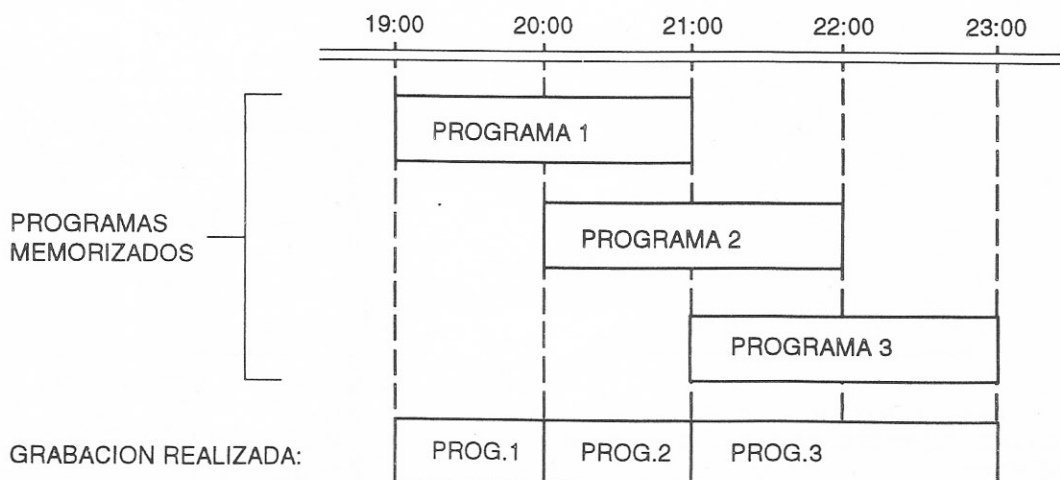 19:00 20:00 21:00 22:00 23:00
PROGRAMA 1
PROGRAMAS
MEMORIZADOS
PROGRAMA 2
PROGRAMA 3
GRABACION REALIZADA: PROG.1 PROG.2 PROG.3